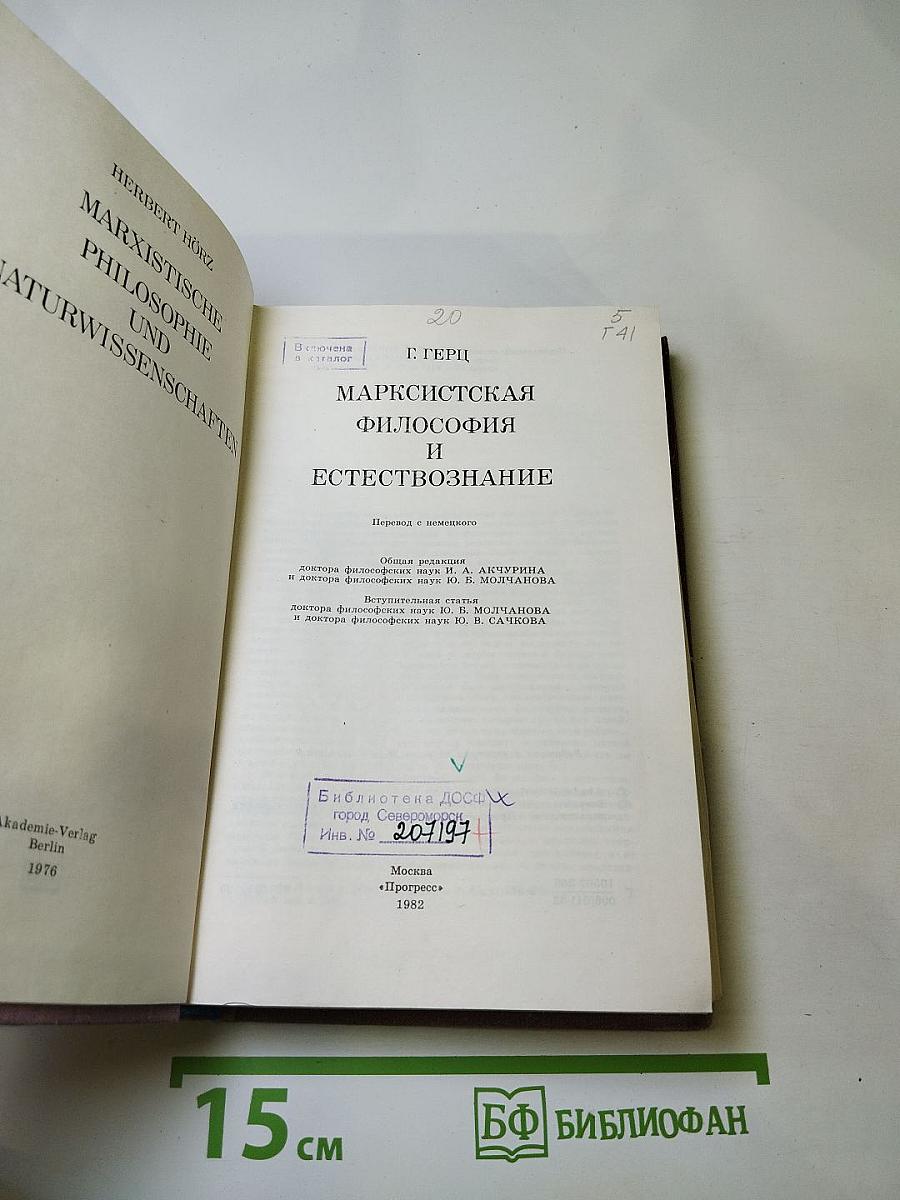 HERBERT HÖRZ
MARXISTISCHE
PHILOSOPHIE
UND
NATURWISSENSCHAFTEN
Akademie-Verlag
Berlin
1976
20
5
Г 41
Включена
в каталог
Г. ГЕРЦ
МАРКСИСТСКАЯ
ФИЛОСОФИЯ
И
ЕСТЕСТВОЗНАНИЕ
Перевод с немецкого
Общая редакция
доктора философских наук И. А. АКЧУРИНА
и доктора философских наук Ю. Б. МОЛЧАНОВА
Вступительная статья
доктора философских наук Ю. Б. МОЛЧАНОВА
и доктора философских наук Ю. В. САЧКОВА
Библиотека ДОСФ
город Североморск
Инв. № 207197
Москва
«Прогресс»
1982
15 см
БФ БИБЛИОФАН